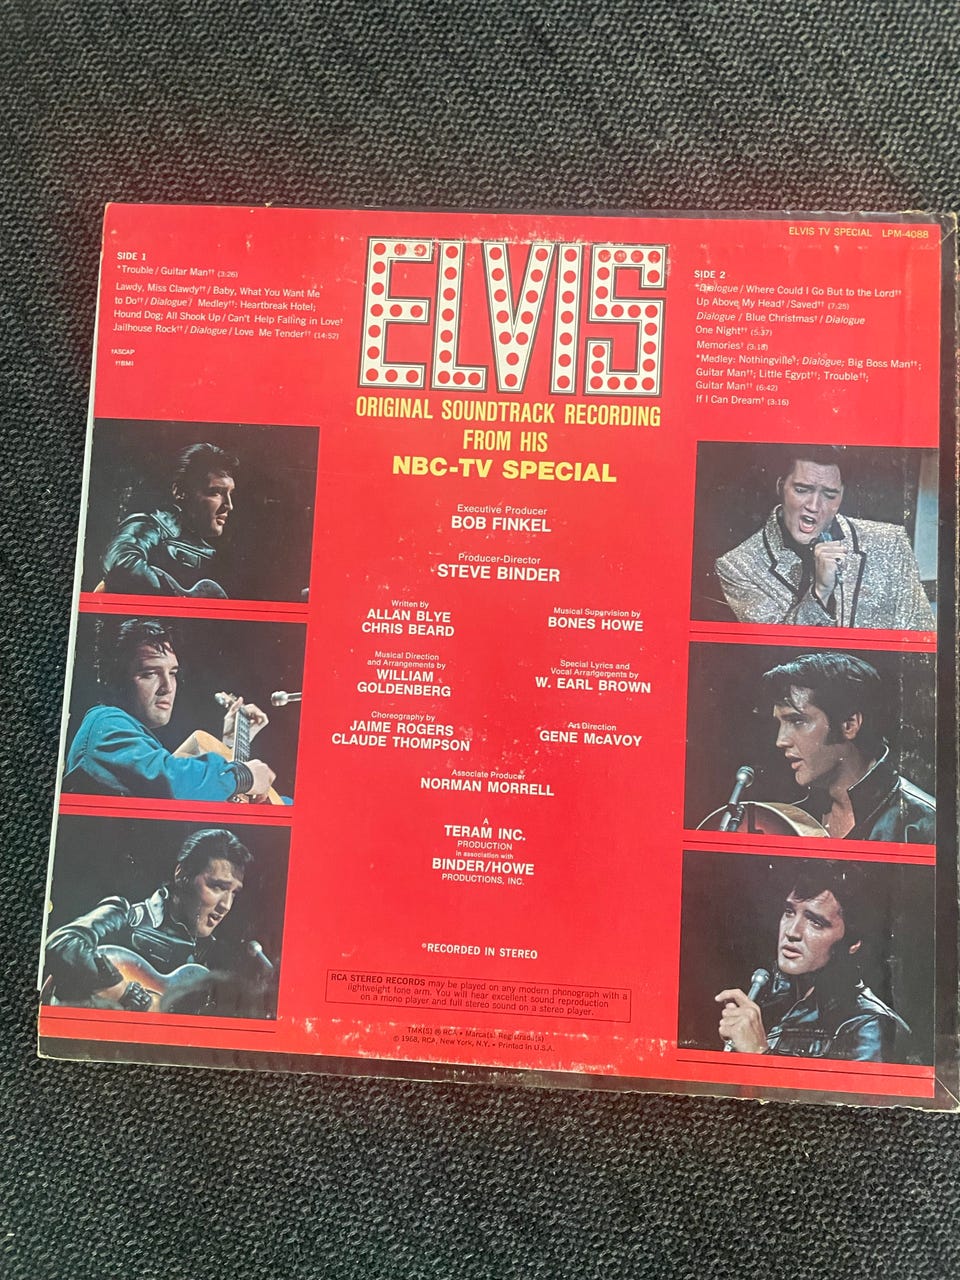 ELVIS TV SPECIAL LPM-4088
SIDE 1
*Trouble / Guitar Man†† (3:26)
Lawdy, Miss Clawdy†† / Baby, What You Want Me
to Do†† / Dialogue / Medley††: Heartbreak Hotel;
Hound Dog; All Shook Up / Can't Help Falling in Love†
Jailhouse Rock†† / Dialogue / Love Me Tender†† (14:52)
†ASCAP
††BMI
ELVIS
ORIGINAL SOUNDTRACK RECORDING
FROM HIS
NBC-TV SPECIAL
SIDE 2
*Dialogue / Where Could I Go But to the Lord††
Up Above My Head† / Saved†† (7:25)
Dialogue / Blue Christmas† / Dialogue
One Night†† (5:37)
Memories† (3:18)
*Medley: Nothingville†; Dialogue; Big Boss Man††;
Guitar Man††; Little Egypt††; Trouble††;
Guitar Man†† (6:42)
If I Can Dream† (3:16)
Executive Producer
BOB FINKEL
Producer-Director
STEVE BINDER
Written by
ALLAN BLYE
CHRIS BEARD
Musical Supervision by
BONES HOWE
Musical Direction
and Arrangements by
WILLIAM
GOLDENBERG
Special Lyrics and
Vocal Arrangements by
W. EARL BROWN
Choreography by
JAIME ROGERS
CLAUDE THOMPSON
Art Direction
GENE McAVOY
Associate Producer
NORMAN MORRELL
A
TERAM INC.
PRODUCTION
in association with
BINDER/HOWE
PRODUCTIONS, INC.
*RECORDED IN STEREO
RCA STEREO RECORDS may be played on any modern phonograph with a
lightweight tone arm. You will hear excellent sound reproduction
on a mono player and full stereo sound on a stereo player.
TMK(S) ® RCA • Marca(s) Registrada(s)
© 1968, RCA, New York, N.Y. • Printed in U.S.A.